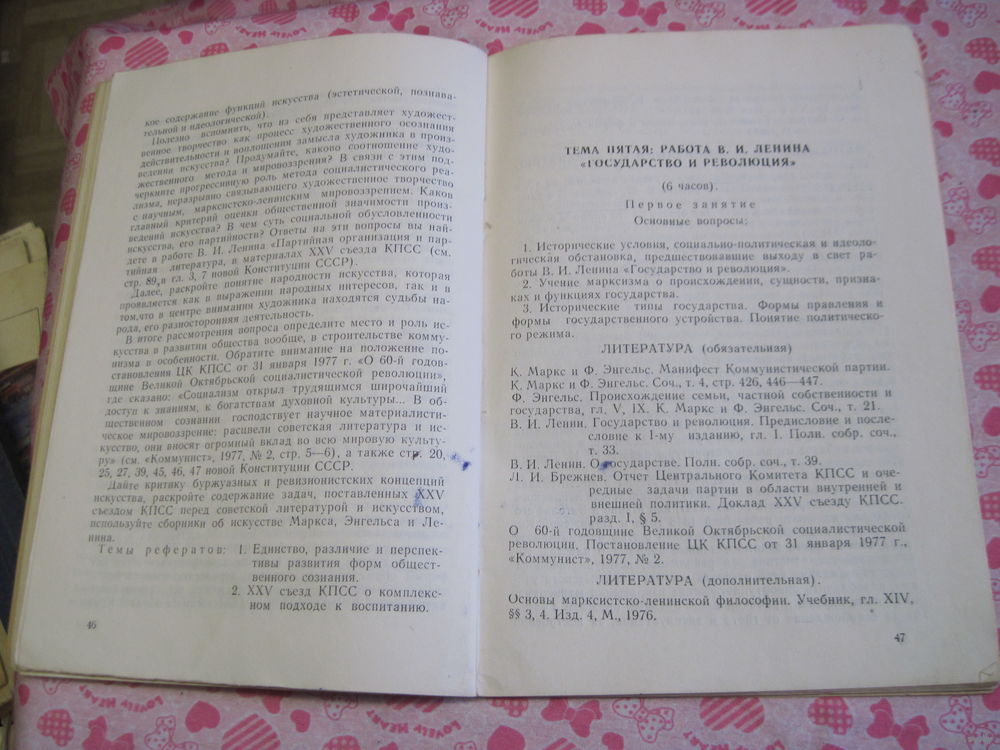 кое содержание функций искусства (эстетической, познава-
тельной и идеологической).
Полезно вспомнить, что из себя представляет художест-
венное творчество как процесс художественного осознания
действительности и воплощения замысла художника в произ-
ведении искусства? Продумайте, каково соотношение худо-
жественного метода и мировоззрения? В связи с этим под-
черкните прогрессивную роль метода социалистического реа-
лизма, неразрывно связывающего художественное творчество
с научным, марксистско-ленинским мировоззрением. Каков
главный критерий оценки общественной значимости произ-
ведений искусства? В чем суть социальной обусловленности
искусства, его партийности? Ответы на эти вопросы вы най-
дете в работе В. И. Ленина «Партийная организация и пар-
тийная литература, в материалах XXV съезда КПСС (см.
стр. 89, и гл. 3, 7 новой Конституции СССР).
Далее, раскройте понятие народности искусства, которая
проявляется как в выражении народных интересов, так и в
том, что в центре внимания художника находятся судьбы на-
рода, его разносторонняя деятельность.
В итоге рассмотрения вопроса определите место и роль ис-
кусства в развитии общества вообще, в строительстве комму-
низма в особенности. Обратите внимание на положение по-
становления ЦК КПСС от 31 января 1977 г. «О 60-й годов-
щине Великой Октябрьской социалистической революции»,
где сказано: «Социализм открыл трудящимся широчайший
доступ к знаниям, к богатствам духовной культуры... В об-
щественном сознании господствует научное материалисти-
ческое мировоззрение: расцвели советская литература и ис-
кусство, они вносят огромный вклад во всю мировую культу-
ру» (см. «Коммунист», 1977, № 2, стр. 5—6), а также стр. 20,
25, 27, 39, 45, 46, 47 новой Конституции СССР.
Дайте критику буржуазных и ревизионистских концепций
искусства, раскройте содержание задач, поставленных XXV
съездом КПСС перед советской литературой и искусством,
используйте сборники об искусстве Маркса, Энгельса и Ле-
нина.
Темы рефератов: 1. Единство, различие и перспек-
тивы развития форм общест-
венного сознания.
2. XXV съезд КПСС о комплекс-
ном подходе к воспитанию.
46
ТЕМА ПЯТАЯ: РАБОТА В. И. ЛЕНИНА
«ГОСУДАРСТВО И РЕВОЛЮЦИЯ»
(6 часов).
Первое занятие
Основные вопросы:
1. Исторические условия, социально-политическая и идеоло-
гическая обстановка, предшествовавшие выходу в свет ра-
боты В. И. Ленина «Государство и революция».
2. Учение марксизма о происхождении, сущности, призна-
ках и функциях государства.
3. Исторические типы государства. Формы правления и
формы государственного устройства. Понятие политическо-
го режима.
ЛИТЕРАТУРА (обязательная)
К. Маркс и Ф. Энгельс. Манифест Коммунистической партии.
К. Маркс и Ф. Энгельс. Соч., т. 4, стр. 426, 446—447.
Ф. Энгельс. Происхождение семьи, частной собственности и
государства, гл. V, IX. К. Маркс и Ф. Энгельс. Соч., т. 21.
В. И. Ленин. Государство и революция. Предисловие и после-
словие к 1-му изданию, гл. I. Полн. собр. соч.,
т. 33.
В. И. Ленин. О государстве. Полн. собр. соч., т. 39.
Л. И. Брежнев. Отчет Центрального Комитета КПСС и оче-
редные задачи партии в области внутренней и
внешней политики. Доклад XXV съезду КПСС.
разд. I, § 5.
О 60-й годовщине Великой Октябрьской социалистической
революции. Постановление ЦК КПСС от 31 января 1977 г.,
«Коммунист», 1977, № 2.
ЛИТЕРАТУРА (дополнительная).
Основы марксистско-ленинской философии. Учебник, гл. XIV,
§§ 3, 4. Изд. 4, М., 1976.
47
LOVELY HEART